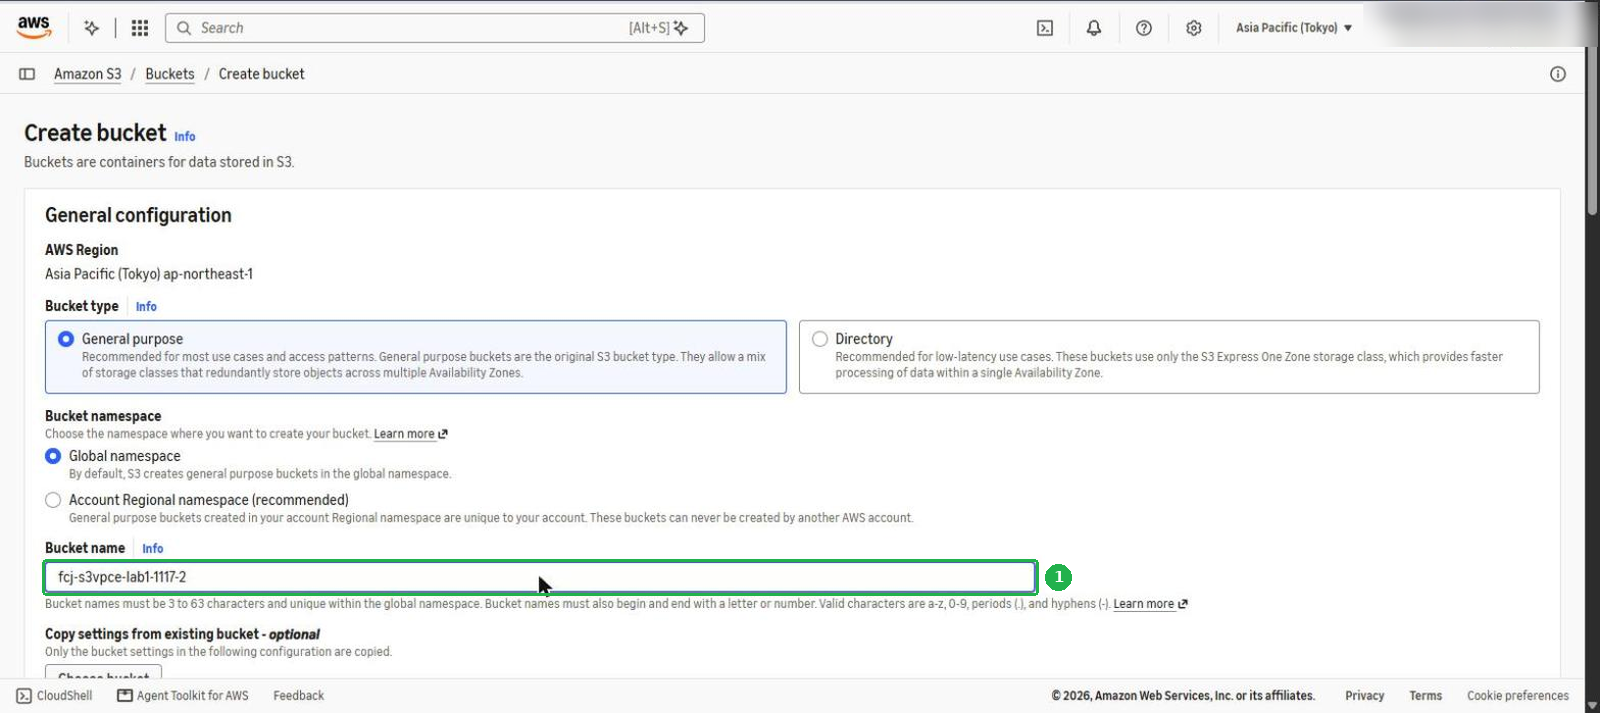 aws
Search [Alt+S]
Asia Pacific (Tokyo)
Amazon S3 / Buckets / Create bucket
Create bucket Info
Buckets are containers for data stored in S3.
General configuration
AWS Region
Asia Pacific (Tokyo) ap-northeast-1
Bucket type Info
General purpose
Recommended for most use cases and access patterns. General purpose buckets are the original S3 bucket type. They allow a mix
of storage classes that redundantly store objects across multiple Availability Zones.
Directory
Recommended for low-latency use cases. These buckets use only the S3 Express One Zone storage class, which provides faster
processing of data within a single Availability Zone.
Bucket namespace
Choose the namespace where you want to create your bucket. Learn more
Global namespace
By default, S3 creates general purpose buckets in the global namespace.
Account Regional namespace (recommended)
General purpose buckets created in your account Regional namespace are unique to your account. These buckets can never be created by another AWS account.
Bucket name Info
fcj-s3vpce-lab1-1117-2
1
Bucket names must be 3 to 63 characters and unique within the global namespace. Bucket names must also begin and end with a letter or number. Valid characters are a-z, 0-9, periods (.), and hyphens (-). Learn more
Copy settings from existing bucket - optional
Only the bucket settings in the following configuration are copied.
Choose bucket
CloudShell Agent Toolkit for AWS Feedback © 2026, Amazon Web Services, Inc. or its affiliates. Privacy Terms Cookie preferences